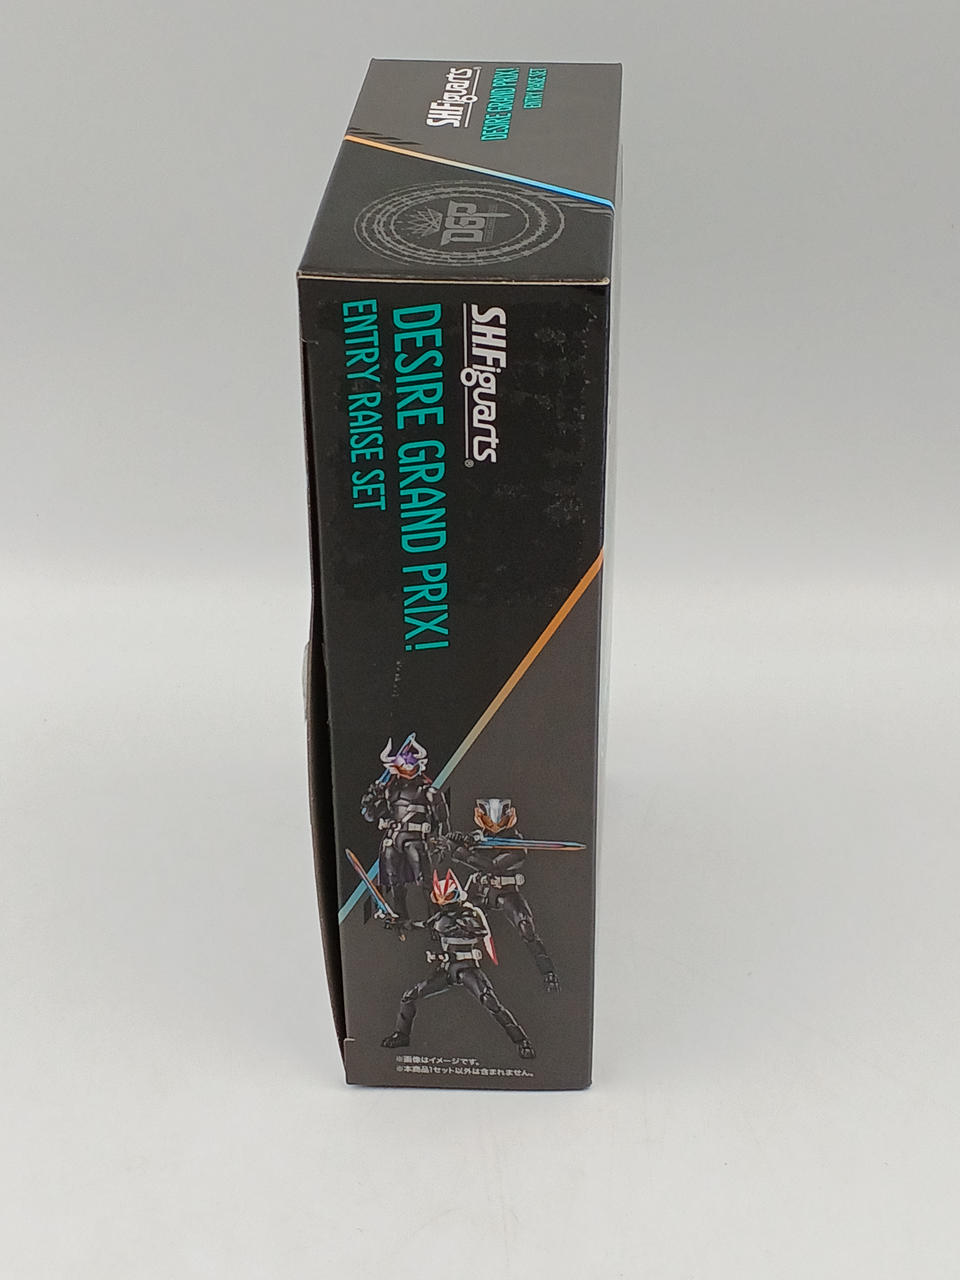 S.H.Figuarts
DESIRE GRAND PRIX!
ENTRY RAISE SET
DGP
S.H.Figuarts®
DESIRE GRAND PRIX!
ENTRY RAISE SET
※画像はイメージです。
※本商品1セット以外は含まれません。